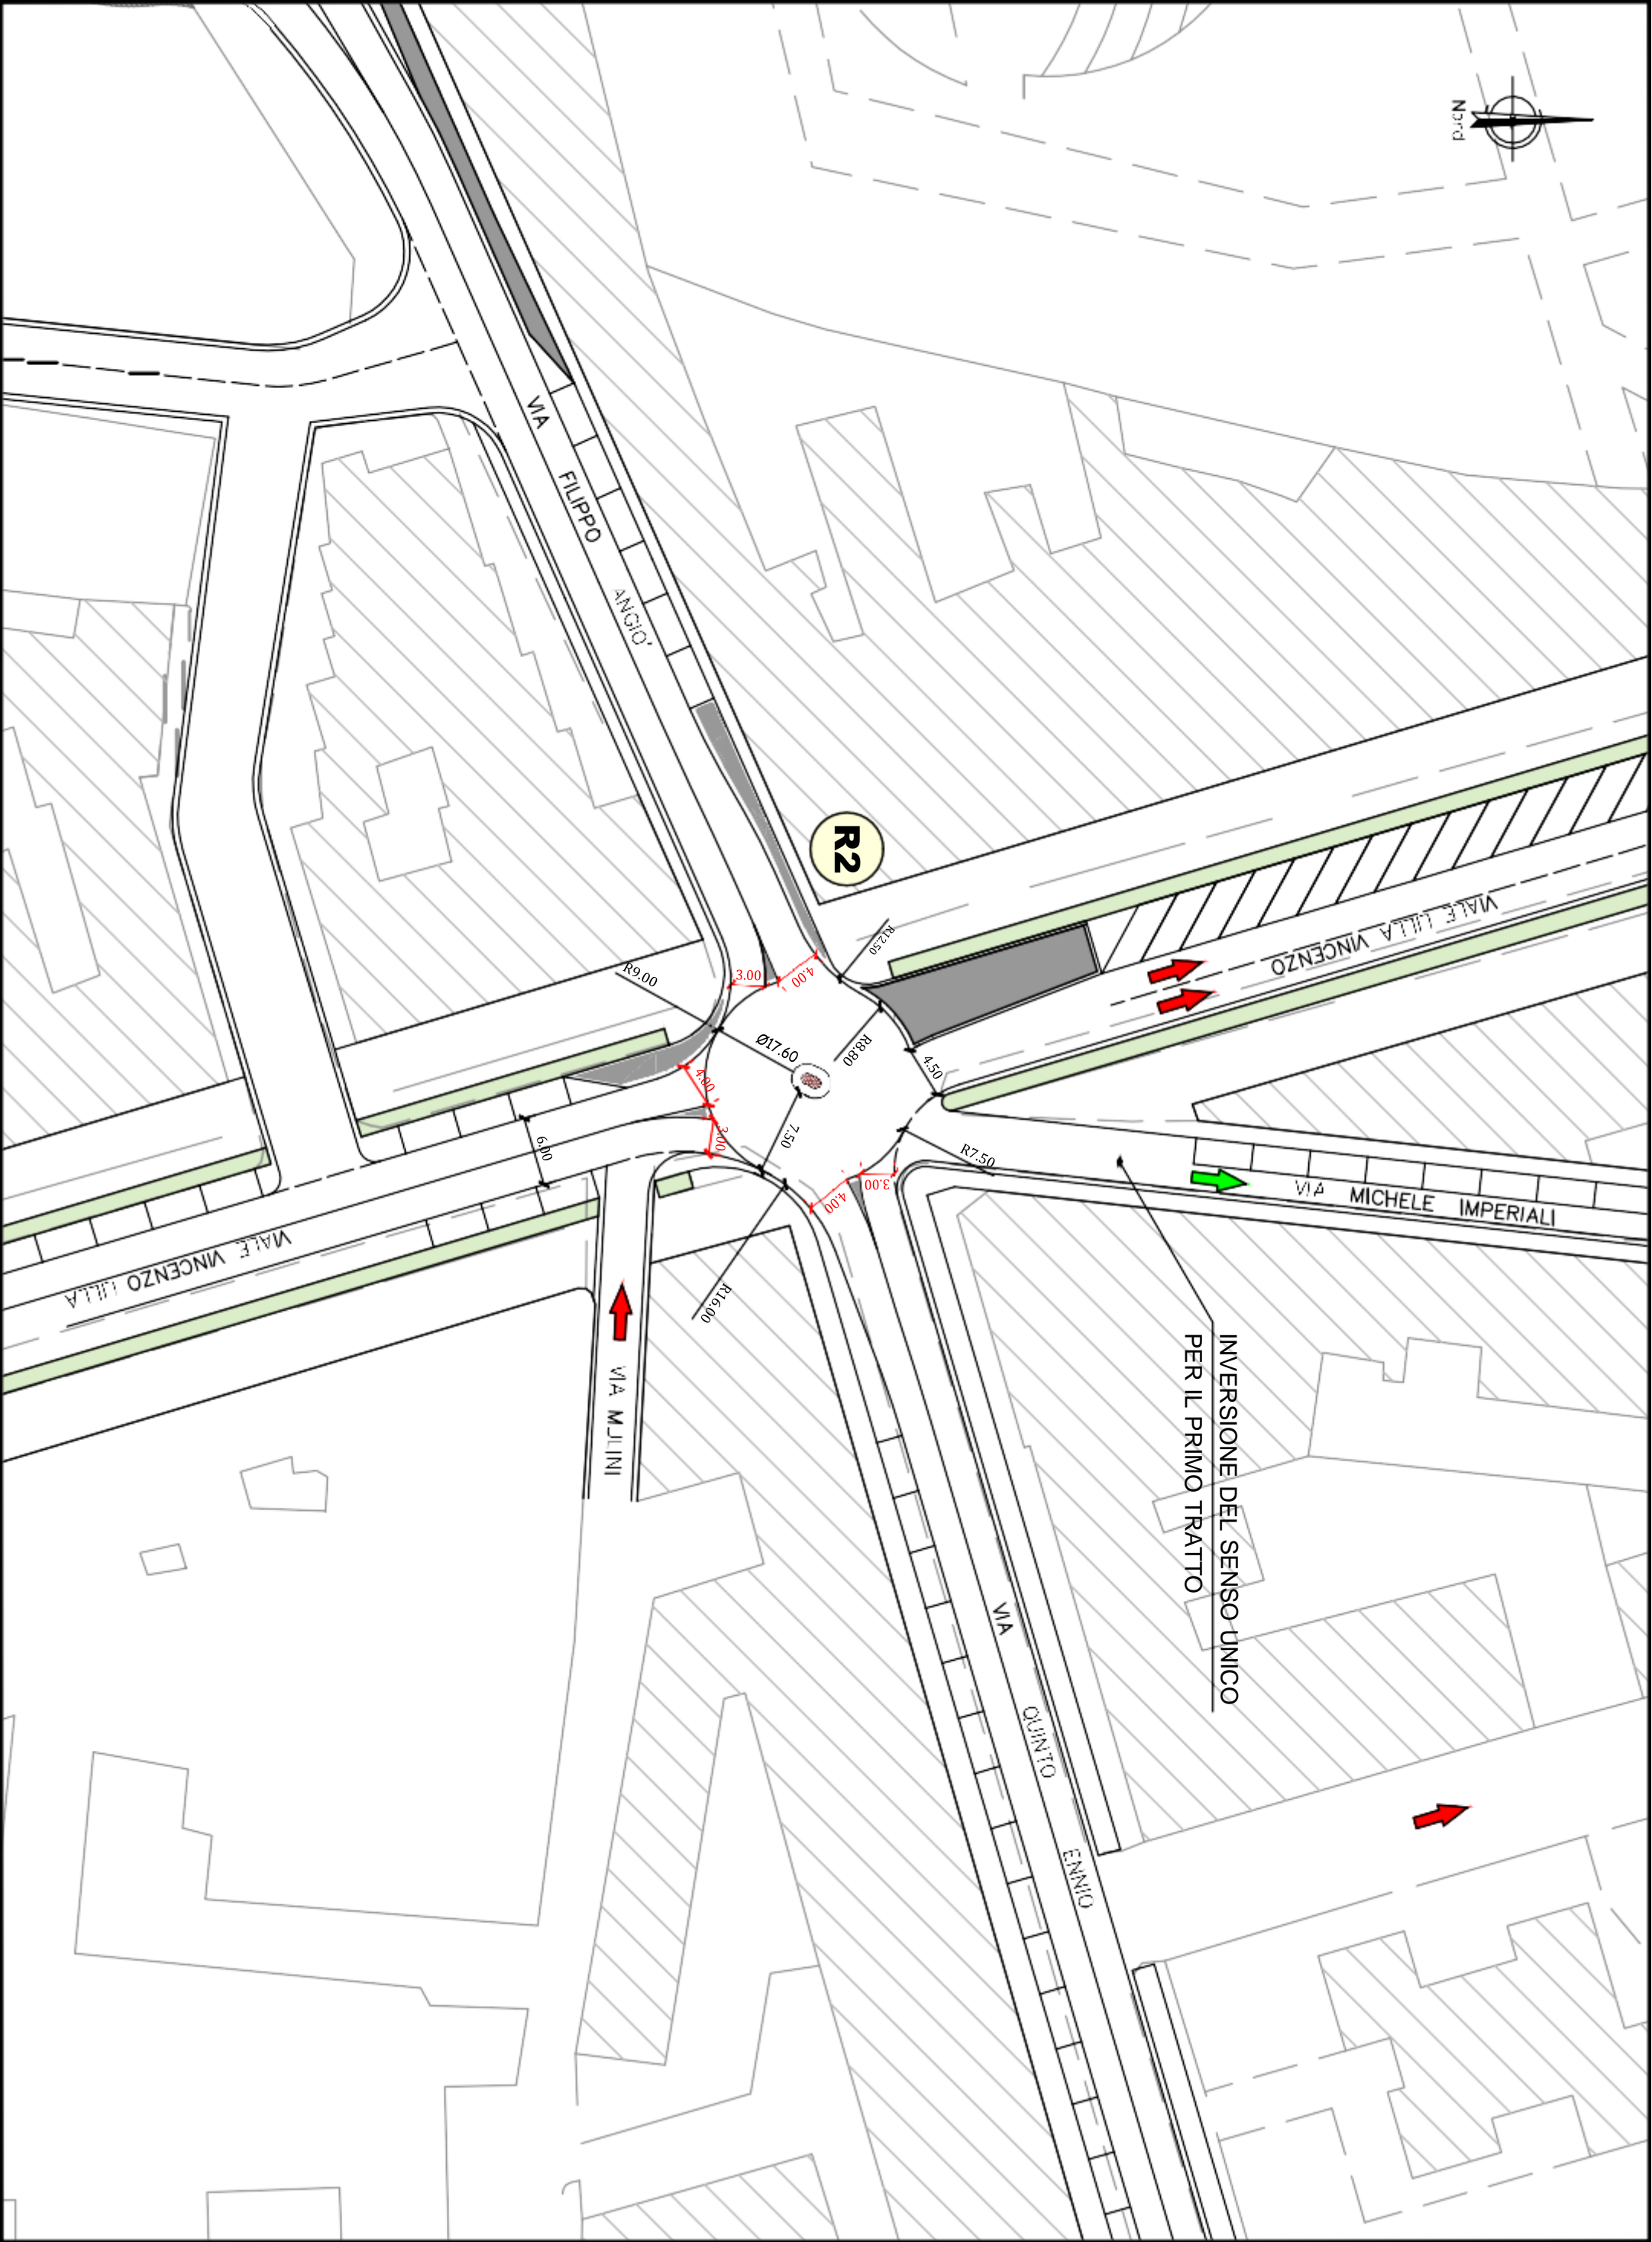 Nord
VIA FILIPPO ANGIO'
R2
VIALE LILLA VINCENZO
R12.50
R9.00
3.00
4.00
Ø17.60
R8.80
4.50
4.00
3.00
7.50
R7.50
6.00
3.00
4.00
VIA MICHELE IMPERIALI
VIALE VINCENZO LILLA
R16.00
VIA MULINI
INVERSIONE DEL SENSO UNICO
PER IL PRIMO TRATTO
VIA QUINTO ENNIO